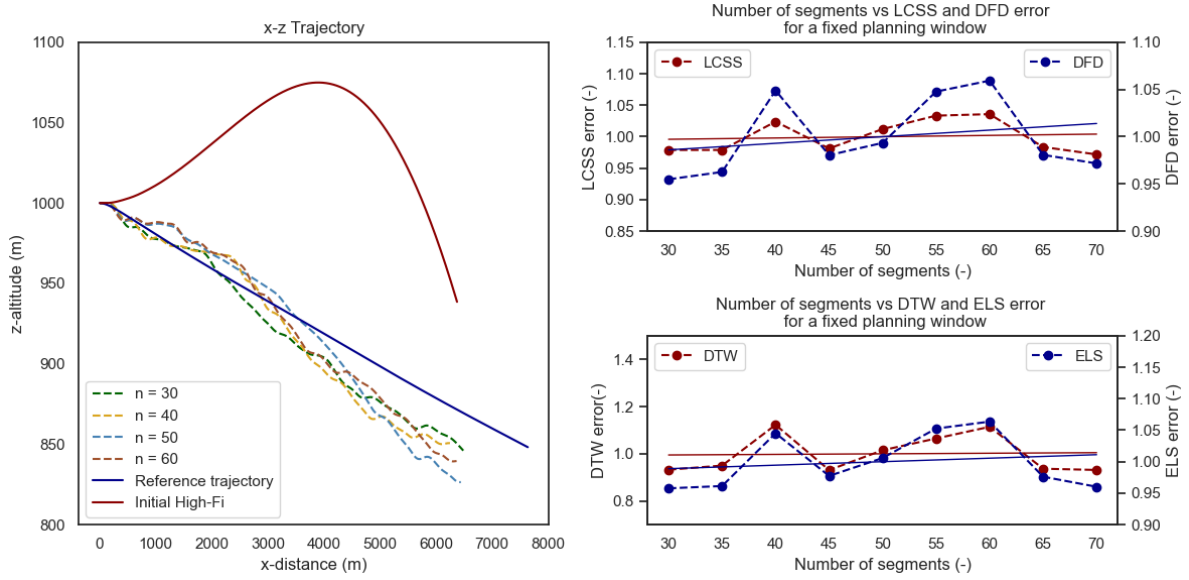 x-z Trajectory
1100
1050
1000
950
900
850
800
z-altitude (m)
n = 30
n = 40
n = 50
n = 60
Reference trajectory
Initial High-Fi
0 1000 2000 3000 4000 5000 6000 7000 8000
x-distance (m)
Number of segments vs LCSS and DFD error
for a fixed planning window
1.15
1.10
1.05
1.00
0.95
0.90
0.85
LCSS error (-)
LCSS
DFD
1.10
1.05
1.00
0.95
0.90
DFD error (-)
30 35 40 45 50 55 60 65 70
Number of segments (-)
Number of segments vs DTW and ELS error
for a fixed planning window
1.4
1.2
1.0
0.8
DTW error(-)
DTW
ELS
1.20
1.15
1.10
1.05
1.00
0.95
0.90
ELS error (-)
30 35 40 45 50 55 60 65 70
Number of segments (-)